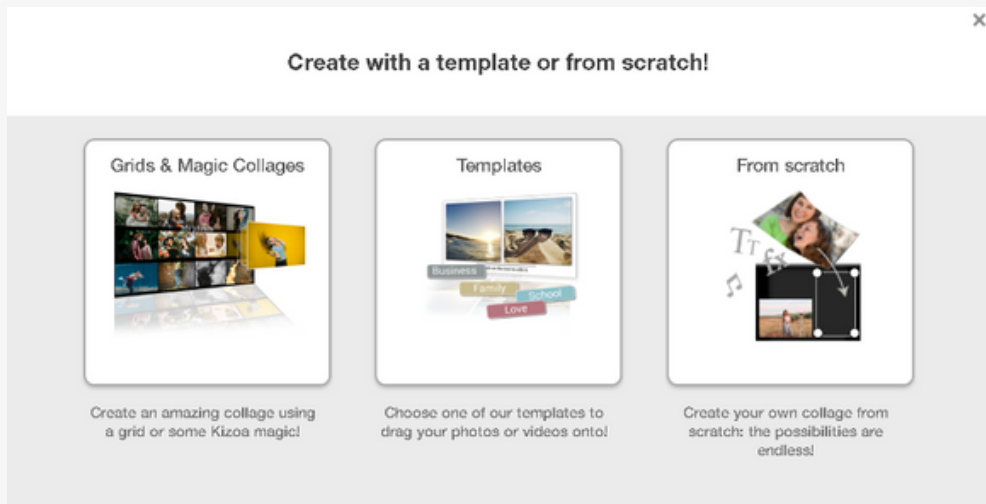 ×
Create with a template or from scratch!
Grids & Magic Collages
Create an amazing collage using
a grid or some Kizoa magic!
Templates
Business
Family
School
Love
Choose one of our templates to
drag your photos or videos onto!
From scratch
TT
Create your own collage from
scratch: the possibilities are
endless!